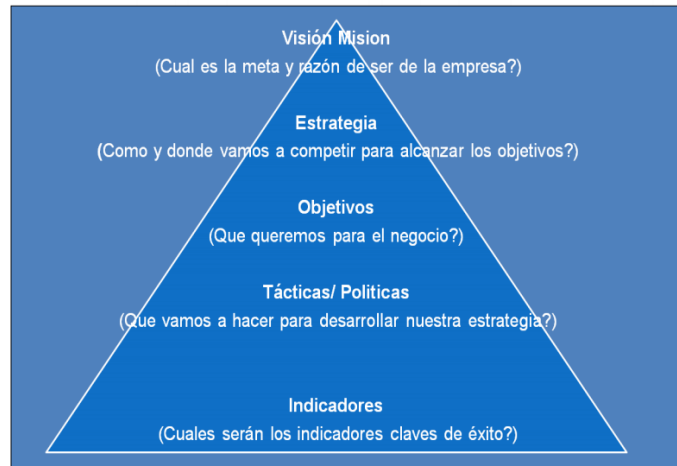 Visión Mision
(Cual es la meta y razón de ser de la empresa?)
Estrategia
(Como y donde vamos a competir para alcanzar los objetivos?)
Objetivos
(Que queremos para el negocio?)
Tácticas/ Politicas
(Que vamos a hacer para desarrollar nuestra estrategia?)
Indicadores
(Cuales serán los indicadores claves de éxito?)